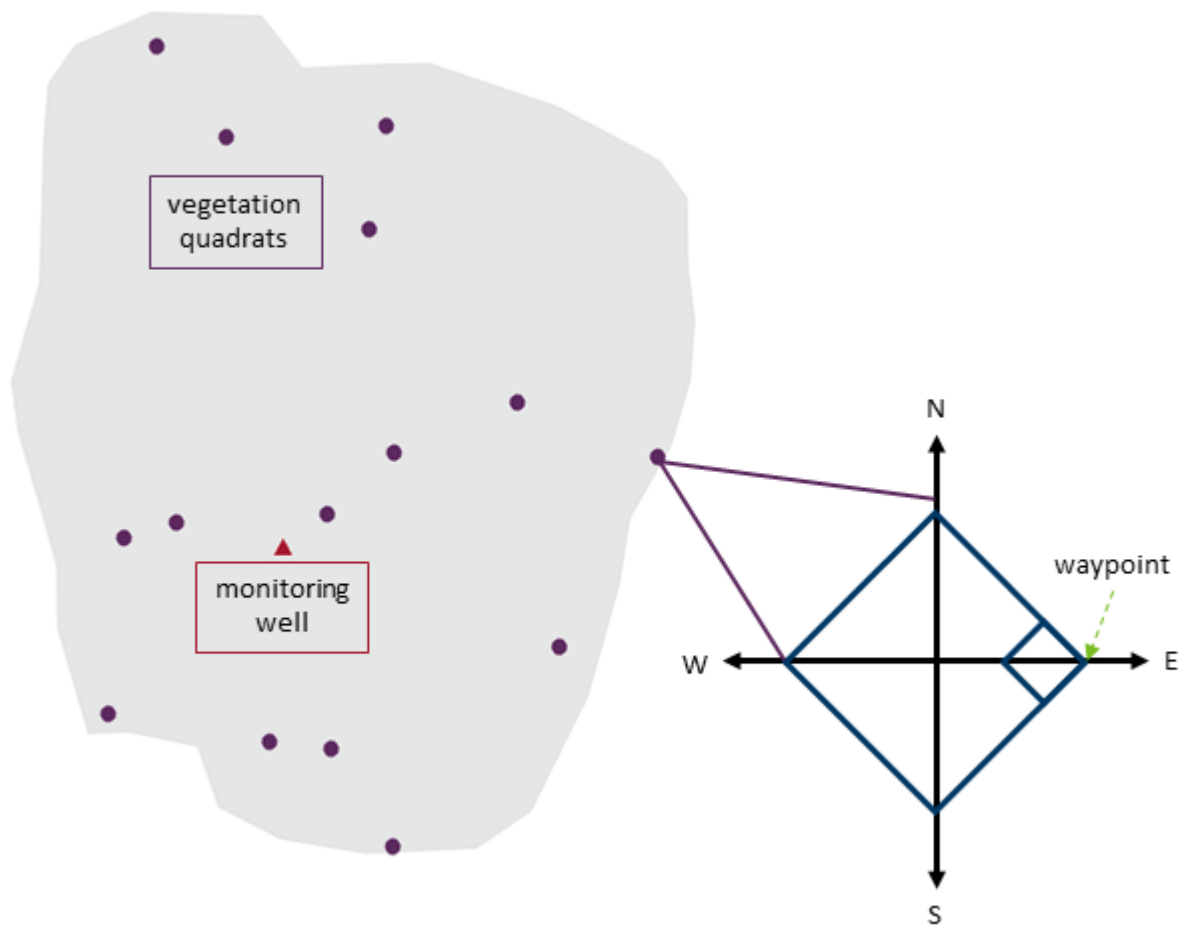 vegetation
quadrats
monitoring
well
N
waypoint
W
E
S